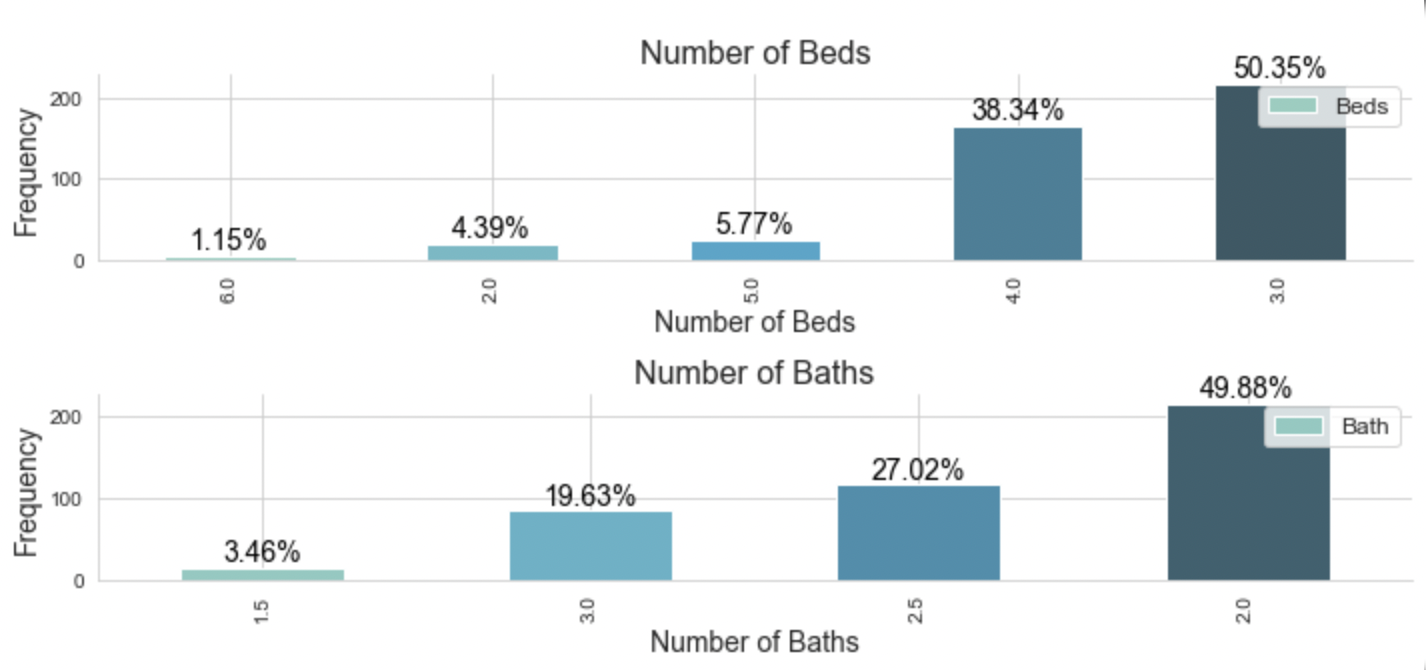 Number of Beds
50.35%
Beds
38.34%
5.77%
4.39%
1.15%
200
100
0
Frequency
6.0 2.0 5.0 4.0 3.0
Number of Beds
Number of Baths
49.88%
Bath
27.02%
19.63%
3.46%
200
100
0
Frequency
1.5 3.0 2.5 2.0
Number of Baths